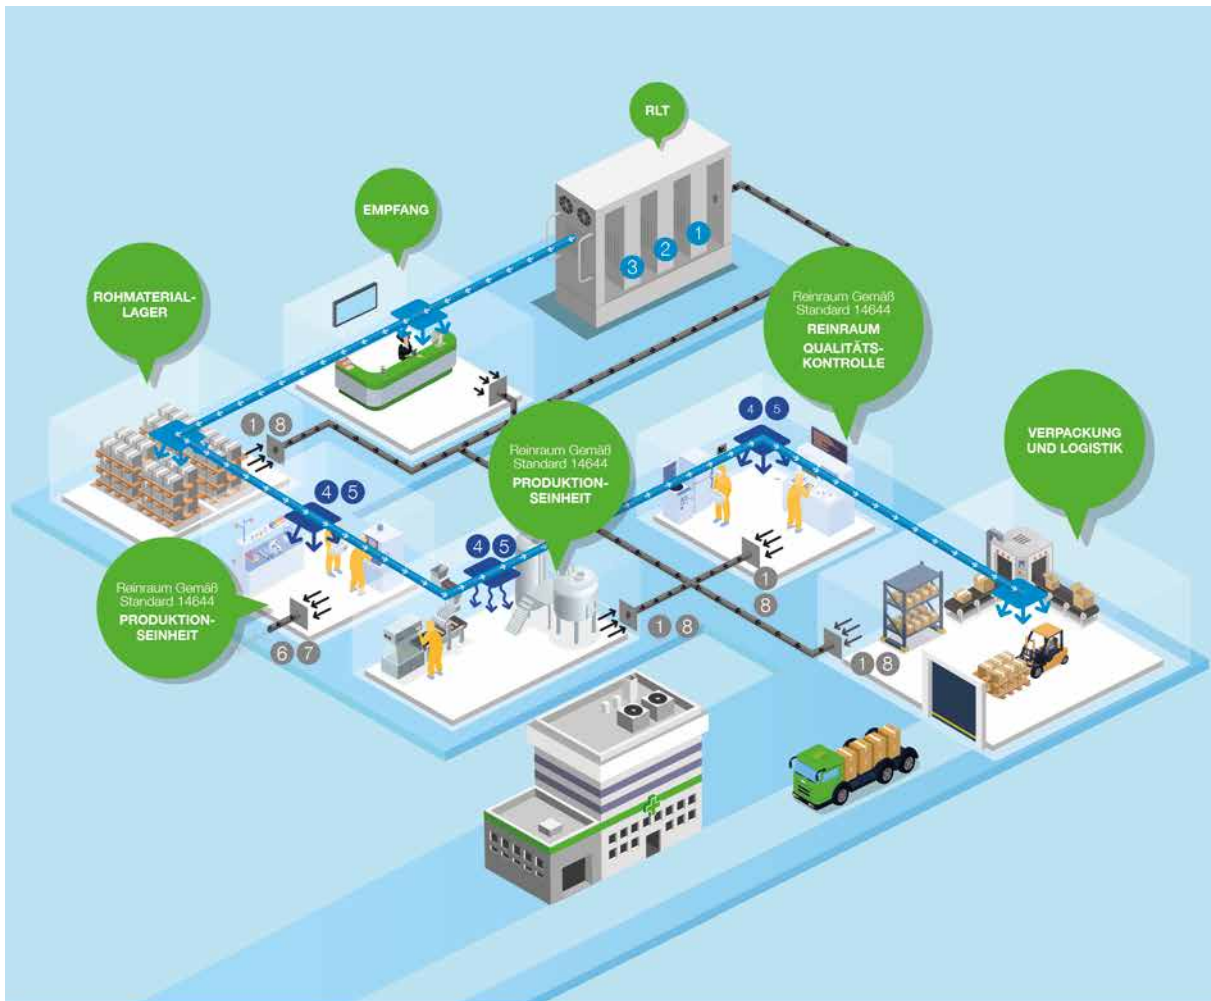 RLT
EMPFANG
1
2
3
ROHMATERIAL-
LAGER
Reinraum Gemäß
Standard 14644
REINRAUM
QUALITÄTS-
KONTROLLE
4 5
1 8
VERPACKUNG
UND LOGISTIK
Reinraum Gemäß
Standard 14644
PRODUKTION-
SEINHEIT
4 5
4 5
Reinraum Gemäß
Standard 14644
PRODUKTION-
SEINHEIT
1
8
1 8
6 7
1 8